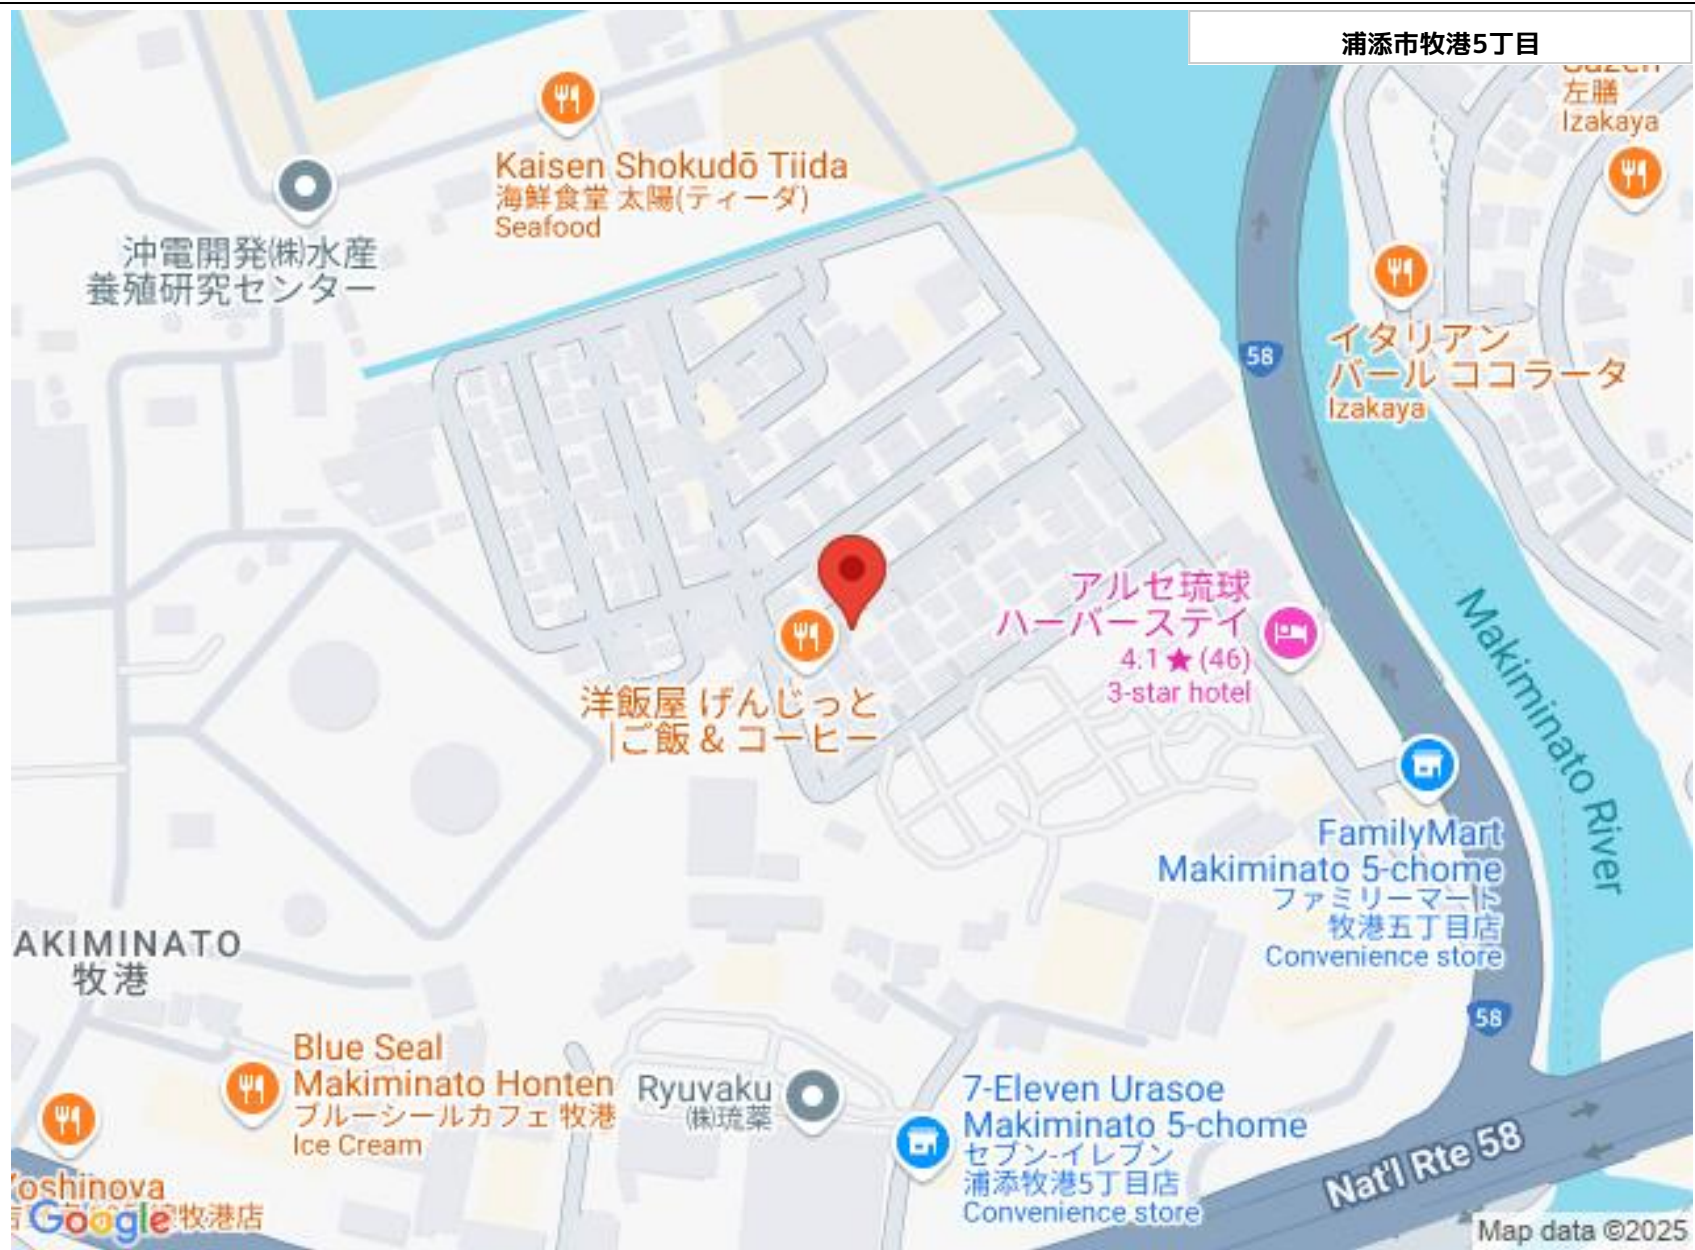 浦添市牧港5丁目
左膳
Izakaya
Kaisen Shokudō Tiida
海鮮食堂 太陽(ティーダ)
Seafood
沖電開発㈱水産
養殖研究センター
58
イタリアン
バール ココラータ
Izakaya
アルセ琉球
ハーバーステイ
4.1★(46)
3-star hotel
Makiminato River
洋飯屋 げんじっと
|ご飯 & コーヒー
FamilyMart
Makiminato 5-chome
ファミリーマート
牧港五丁目店
Convenience store
AKIMINATO
牧港
58
Blue Seal
Makiminato Honten
ブルーシールカフェ 牧港
Ice Cream
Ryuvaku
㈱琉薬
7-Eleven Urasoe
Makiminato 5-chome
セブン-イレブン
浦添牧港5丁目店
Convenience store
Nat'l Rte 58
oshinova
牧港店
Google
Map data ©2025